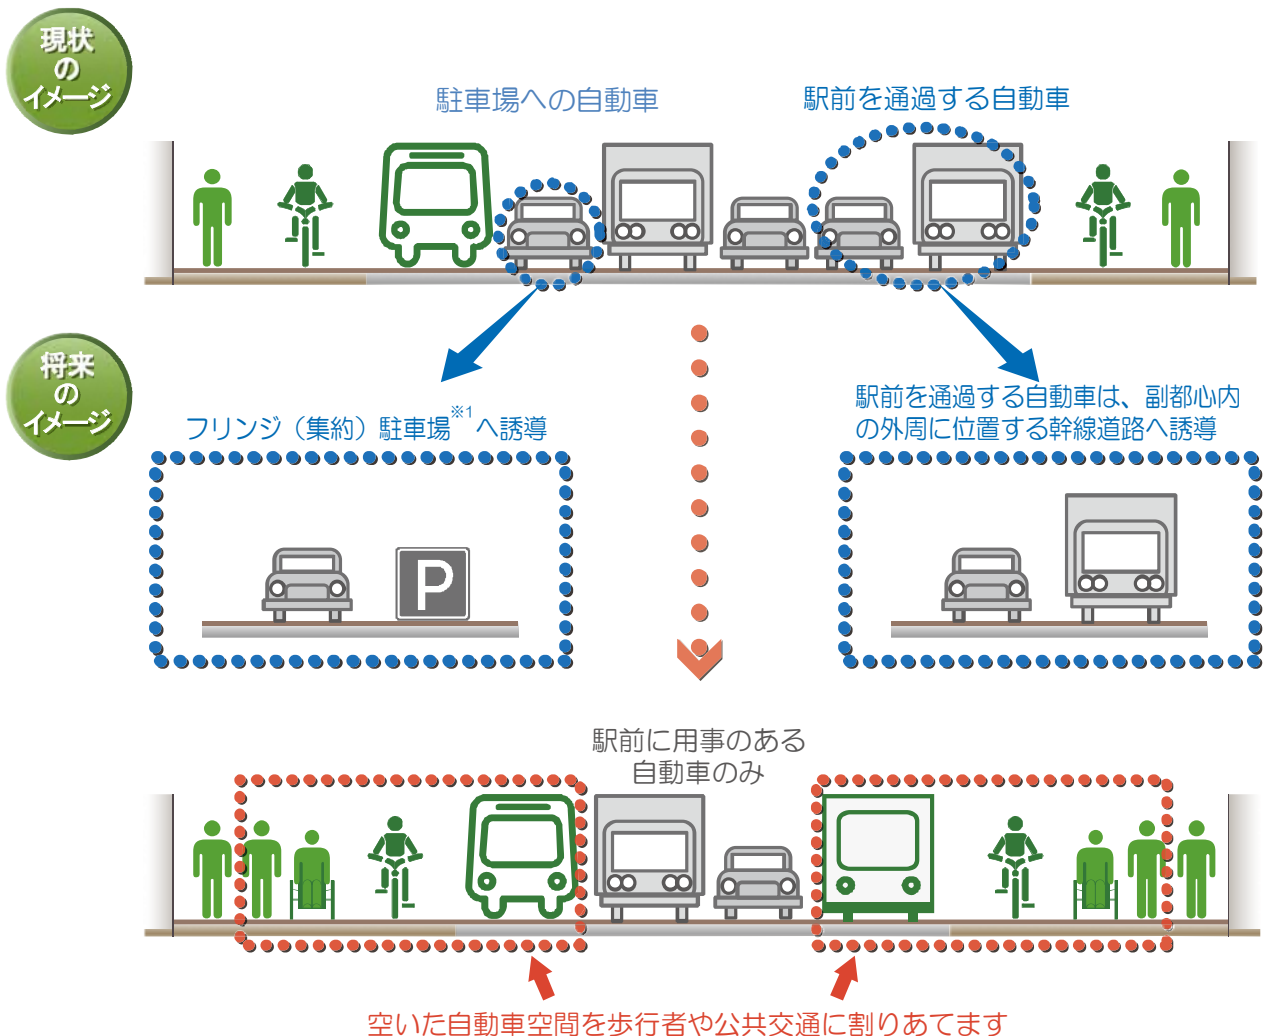 現状
の
イメージ
駐車場への自動車
駅前を通過する自動車
将来
の
イメージ
フリンジ（集約）駐車場※1へ誘導
駅前を通過する自動車は、副都心内
の外周に位置する幹線道路へ誘導
P
駅前に用事のある
自動車のみ
空いた自動車空間を歩行者や公共交通に割りあてます